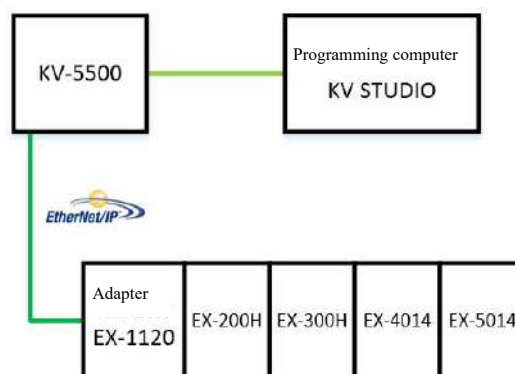 KV-5500
Programming computer
KV STUDIO
EtherNet/IP
Adapter
EX-1120
EX-200H
EX-300H
EX-4014
EX-5014